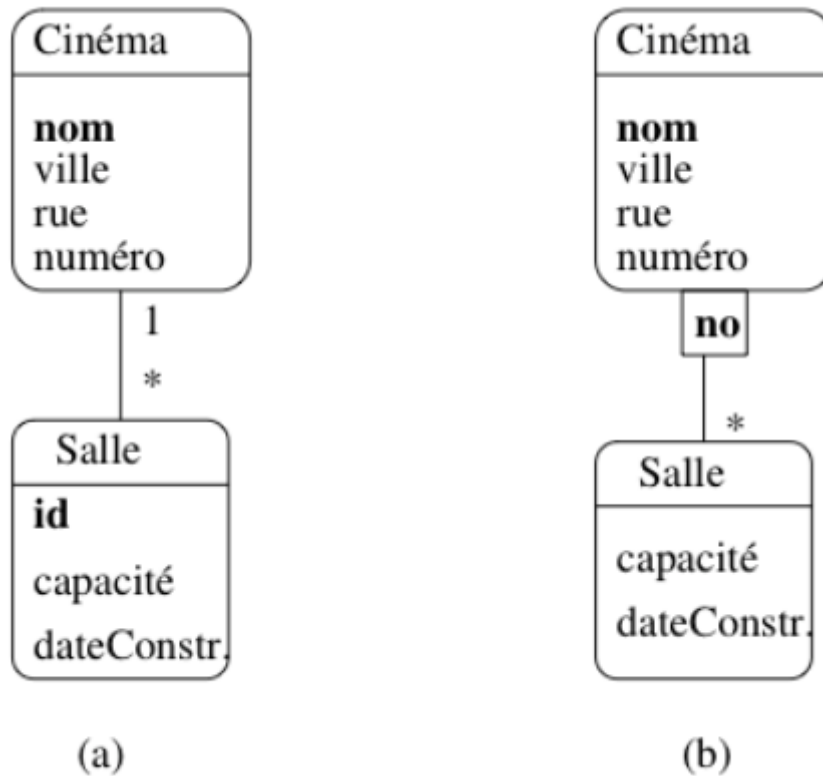 Cinéma
nom
ville
rue
numéro
1
*
Salle
id
capacité
dateConstr.
(a)
Cinéma
nom
ville
rue
numéro
no
*
Salle
capacité
dateConstr.
(b)